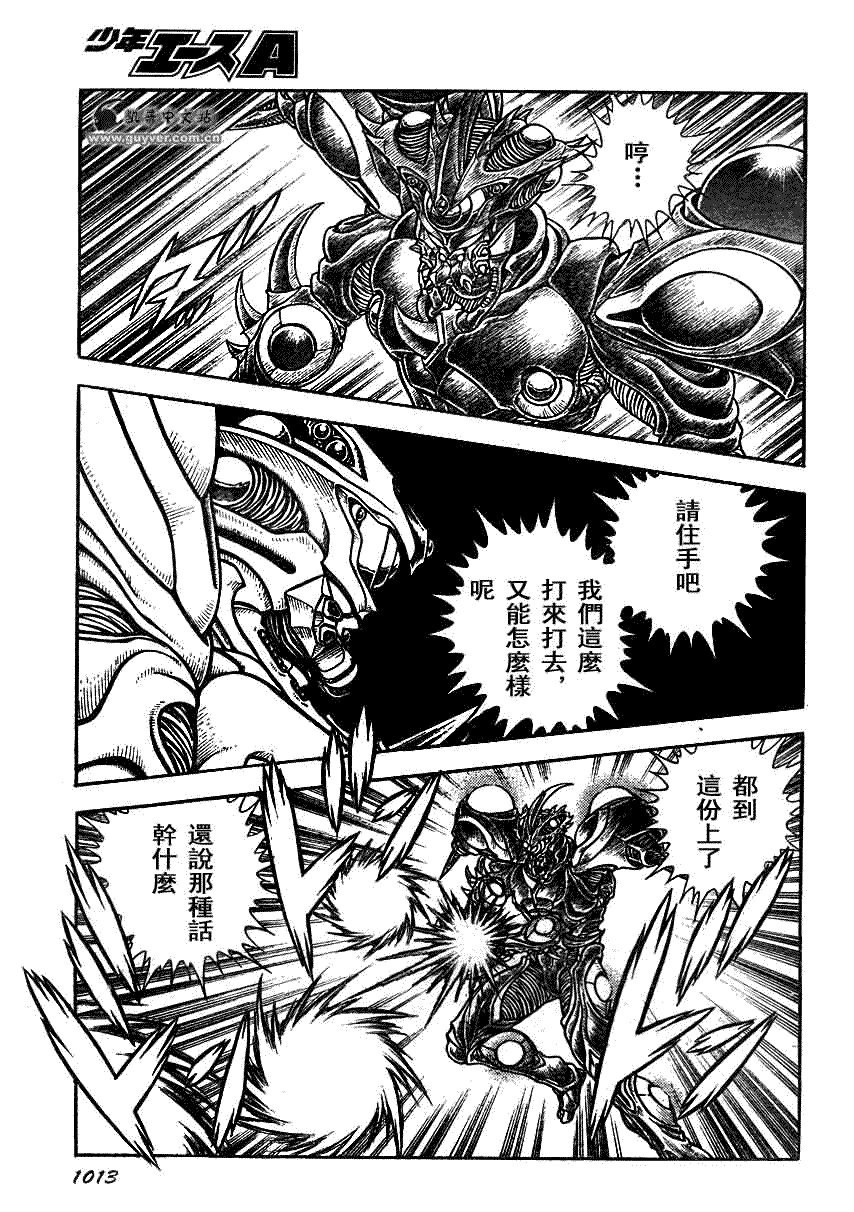 少年エースA
凱哥中文站
www.guyver.com.cn
哼…
請住手吧
我們這麼
打來打去，
又能怎麼樣
呢
都到
這份上了
還說那種話
幹什麼
1013